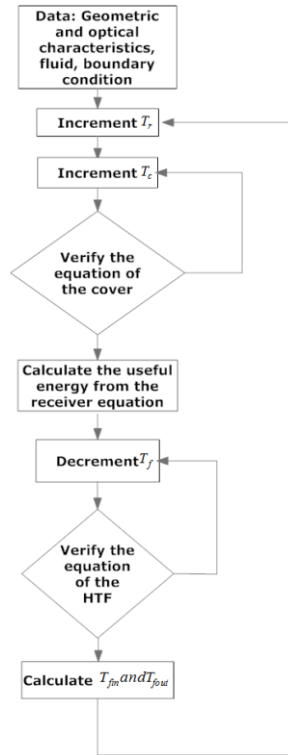 Data: Geometric
and optical
characteristics,
fluid, boundary
condition
Increment T_r
Increment T_c
Verify the
equation of
the cover
Calculate the useful
energy from the
receiver equation
Decrement T_f
Verify the
equation
of the
HTF
Calculate T_fin and T_fout